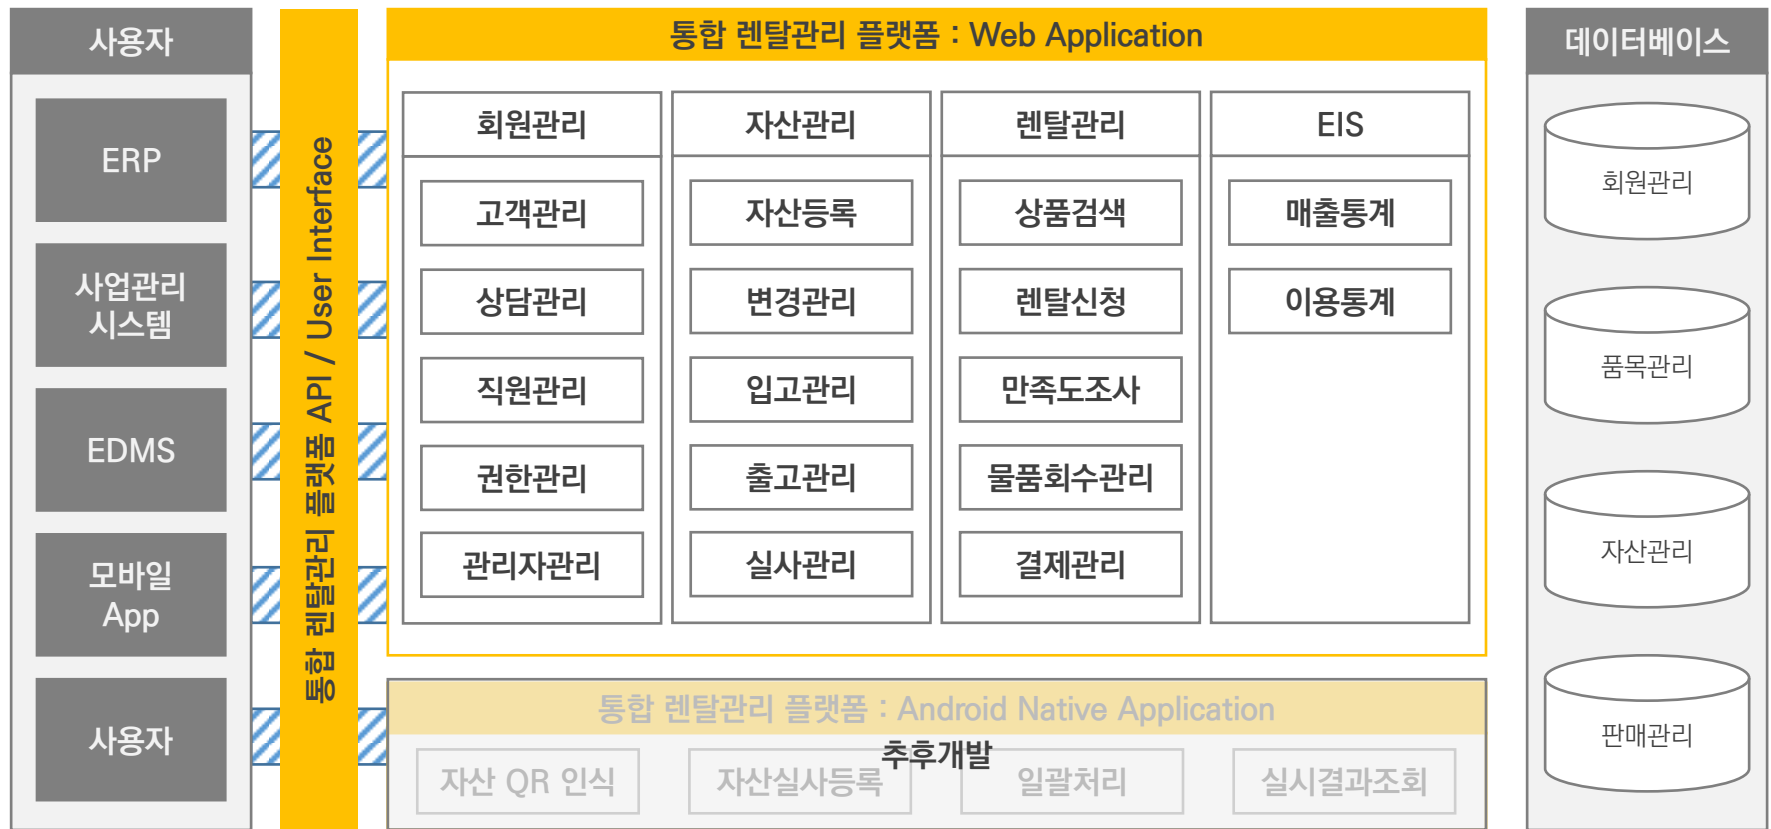 사용자
ERP
사업관리
시스템
EDMS
모바일
App
사용자
통합 렌탈관리 플랫폼 API / User Interface
통합 렌탈관리 플랫폼 : Web Application
회원관리
고객관리
상담관리
직원관리
권한관리
관리자관리
자산관리
자산등록
변경관리
입고관리
출고관리
실사관리
렌탈관리
상품검색
렌탈신청
만족도조사
물품회수관리
결제관리
EIS
매출통계
이용통계
통합 렌탈관리 플랫폼 : Android Native Application
추후개발
자산 QR 인식
자산실사등록
일괄처리
실시결과조회
데이터베이스
회원관리
품목관리
자산관리
판매관리